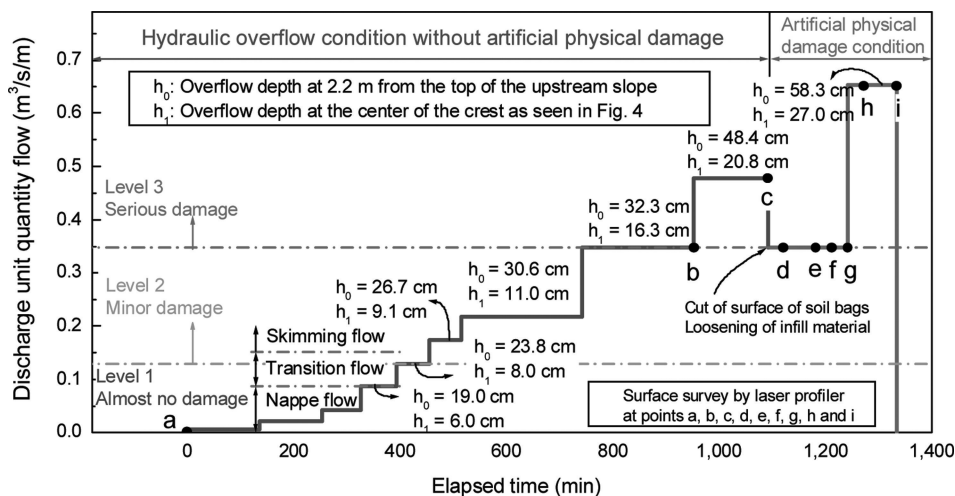 Hydraulic overflow condition without artificial physical damage
Artificial physical
damage condition
h₀: Overflow depth at 2.2 m from the top of the upstream slope
h₁: Overflow depth at the center of the crest as seen in Fig. 4
h₀ = 58.3 cm
h₁ = 27.0 cm
h
i
h₀ = 48.4 cm
h₁ = 20.8 cm
c
Level 3
Serious damage
h₀ = 32.3 cm
h₁ = 16.3 cm
b
d
e
f
g
Level 2
Minor damage
h₀ = 26.7 cm
h₁ = 9.1 cm
h₀ = 30.6 cm
h₁ = 11.0 cm
Cut of surface of soil bags
Loosening of infill material
Skimming flow
Transition flow
Nappe flow
h₀ = 23.8 cm
h₁ = 8.0 cm
Level 1
Almost no damage
h₀ = 19.0 cm
h₁ = 6.0 cm
a
Surface survey by laser profiler
at points a, b, c, d, e, f, g, h and i
Discharge unit quantity flow (m³/s/m)
0.7
0.6
0.5
0.4
0.3
0.2
0.1
0.0
0
200
400
600
800
1,000
1,200
1,400
Elapsed time (min)